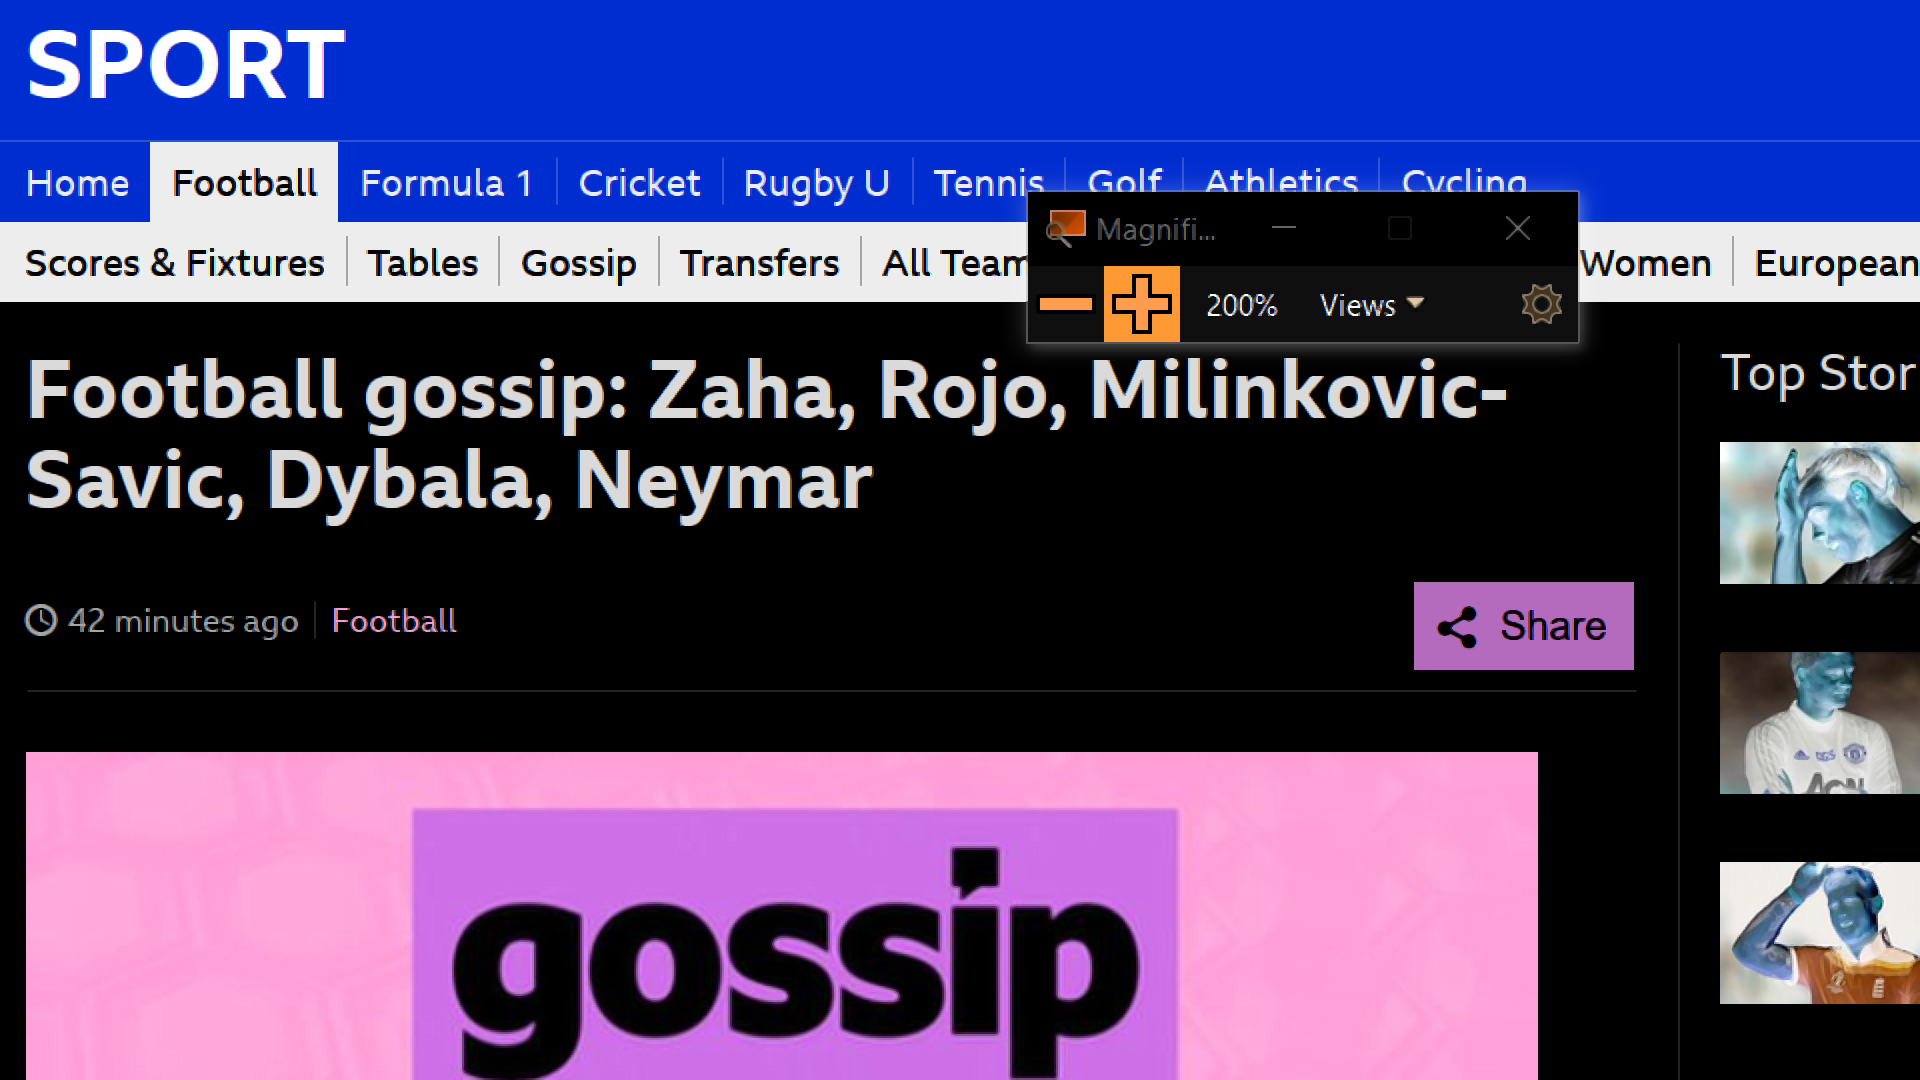 SPORT
Home Football Formula 1 Cricket Rugby U Tennis Golf Athletics Cycling
Magnifi...
Scores & Fixtures Tables Gossip Transfers All Team Women European
200% Views
Football gossip: Zaha, Rojo, Milinkovic-
Savic, Dybala, Neymar
Top Stor
42 minutes ago Football
Share
gossip